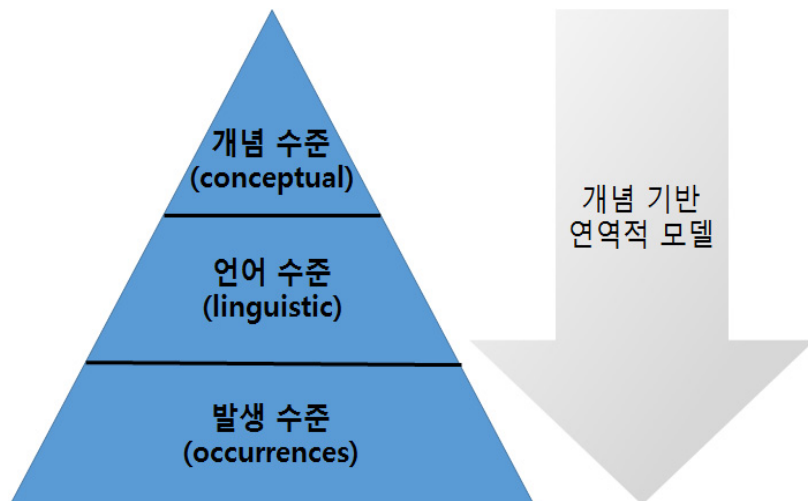 개념 수준
(conceptual)
언어 수준
(linguistic)
발생 수준
(occurrences)
개념 기반
연역적 모델